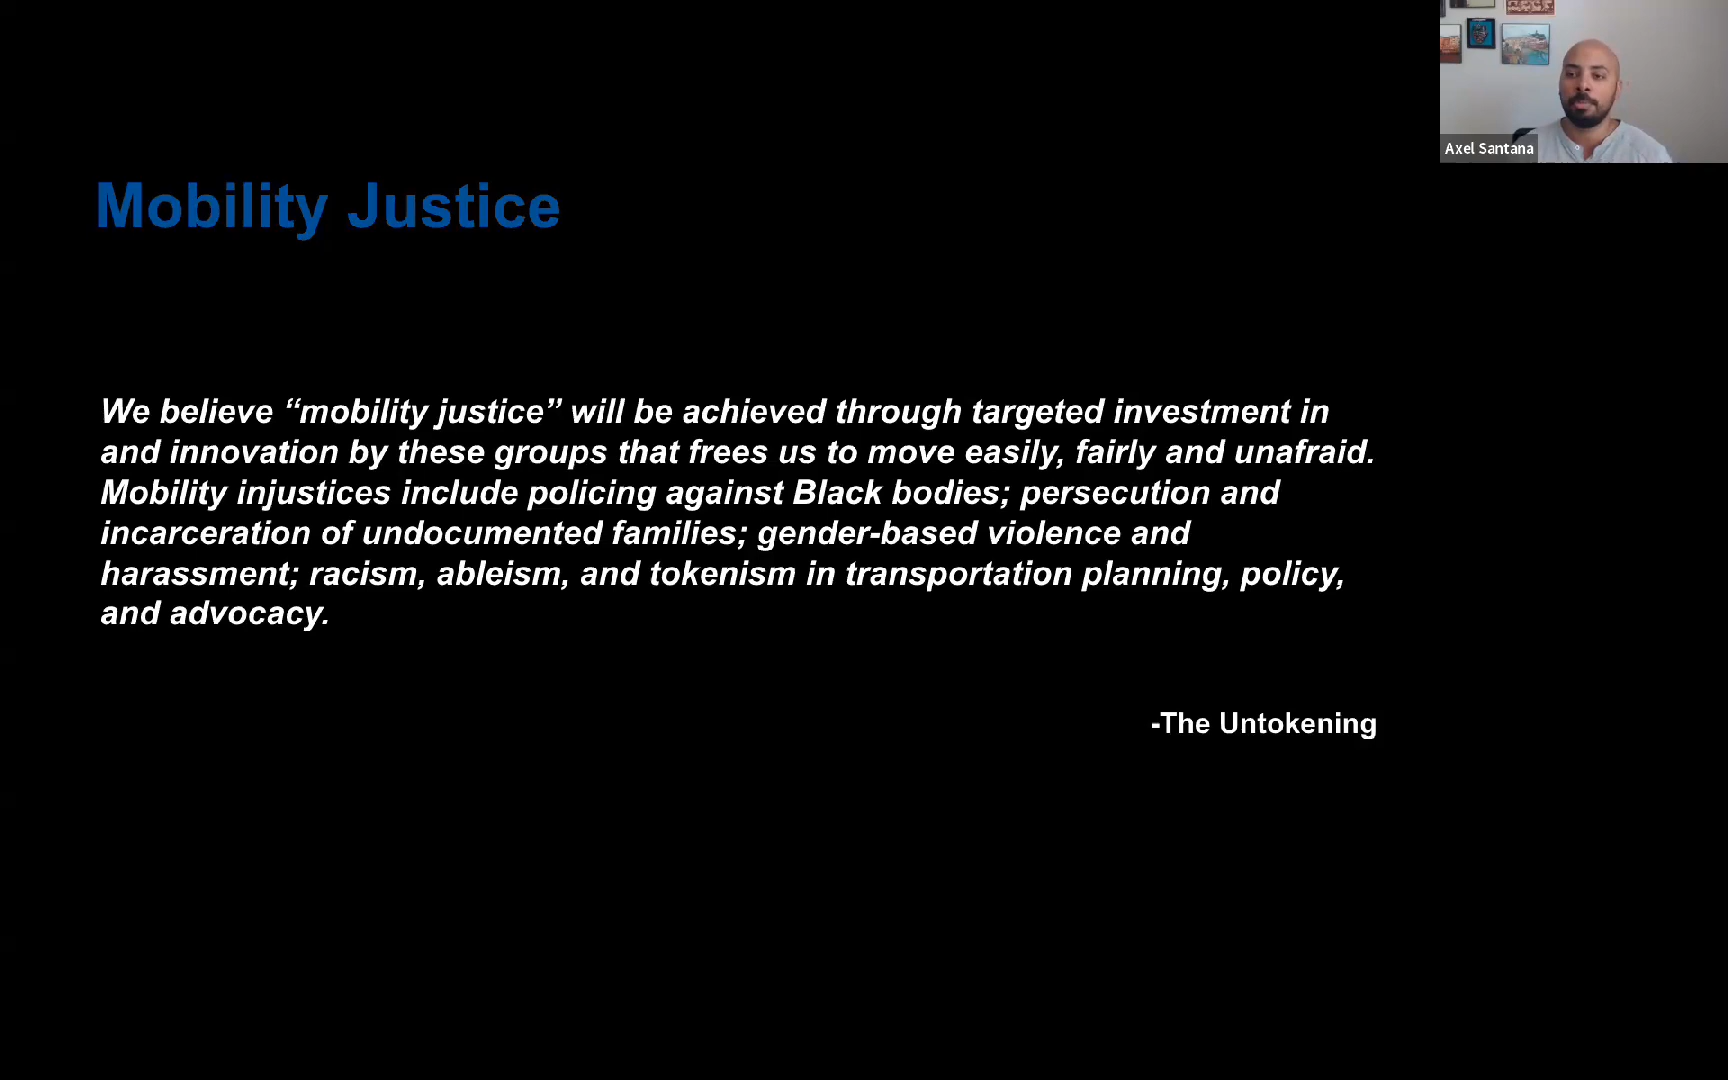 Axel Santana
Mobility Justice
We believe “mobility justice” will be achieved through targeted investment in
and innovation by these groups that frees us to move easily, fairly and unafraid.
Mobility injustices include policing against Black bodies; persecution and
incarceration of undocumented families; gender-based violence and
harassment; racism, ableism, and tokenism in transportation planning, policy,
and advocacy.
-The Untokening